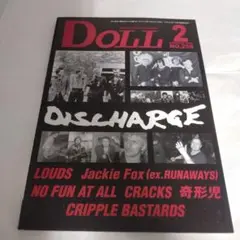 DOLL
2
DISCHARGE
LOUDS Jackie Fox (ex.RUNAWAYS)
NO FUN AT ALL CRACKS 奇形児
CRIPPLE BASTARDS